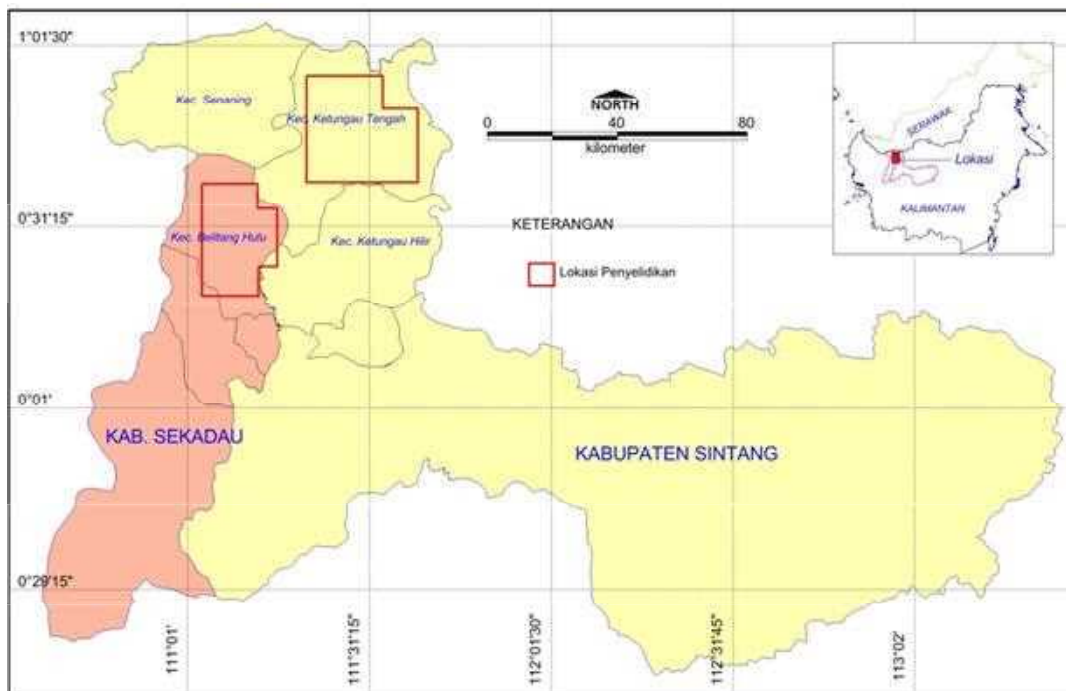 1°01'30"
Kec. Senaning
Kec. Ketungau Tengah
NORTH
0 40 80
kilometer
SERAWAK
Lokasi
KALIMANTAN
0°31'15"
Kec. Belitang Hulu
Kec. Ketungau Hilir
KETERANGAN
Lokasi Penyelidikan
0°01'
KAB. SEKADAU
KABUPATEN SINTANG
0°29'15"
111°01'
111°31'15"
112°01'30"
112°31'45"
113°02'